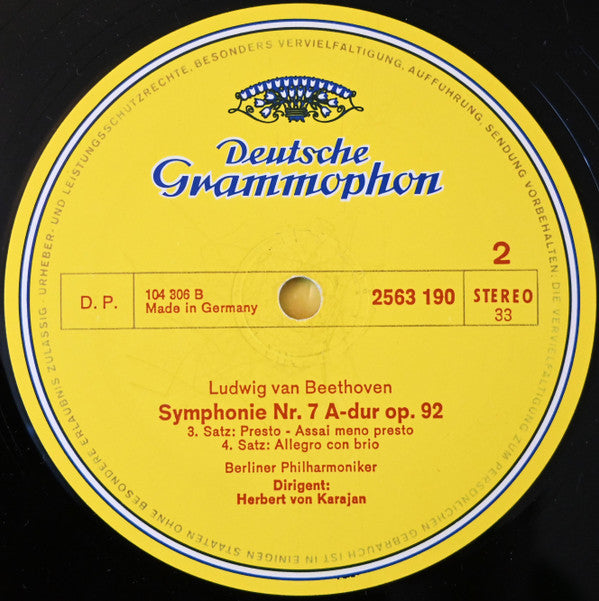 URHEBER- UND LEISTUNGSSCHUTZRECHTE, BESONDERS VERVIELFÄLTIGUNG, AUFFÜHRUNG, SENDUNG VORBEHALTEN; DIE VERVIELFÄLTIGUNG ZUM PERSÖNLICHEN GEBRAUCH IST IN EINIGEN STAATEN OHNE BESONDERE ERLAUBNIS ZULÄSSIG -
Deutsche
Grammophon
2
D. P.
104 306 B
Made in Germany
2563 190
STEREO
33
Ludwig van Beethoven
Symphonie Nr. 7 A-dur op. 92
3. Satz: Presto - Assai meno presto
4. Satz: Allegro con brio
Berliner Philharmoniker
Dirigent:
Herbert von Karajan